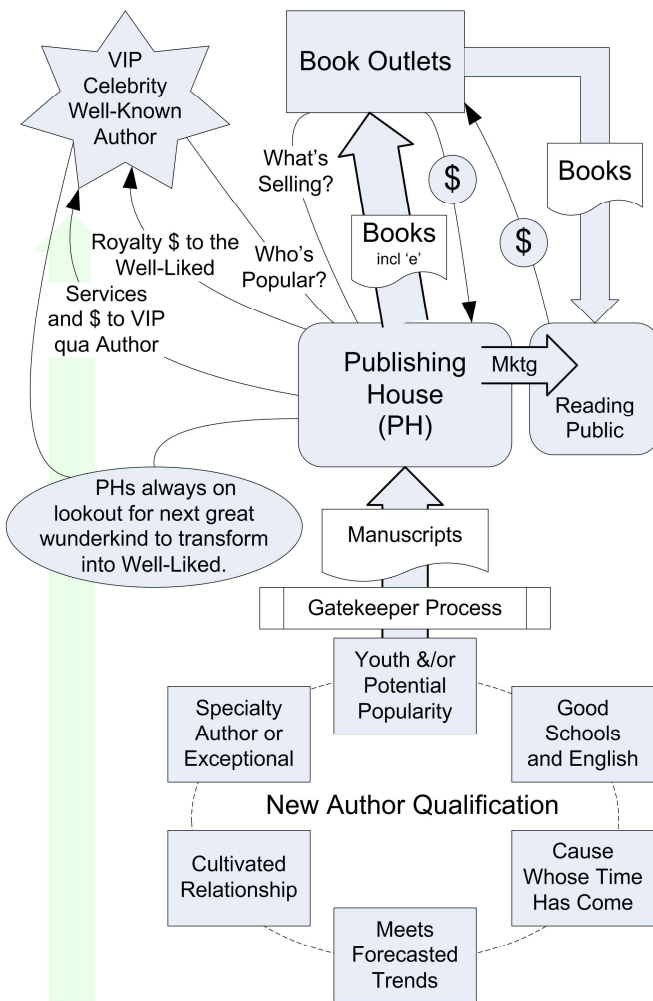 VIP
Celebrity
Well-Known
Author
Book Outlets
What's
Selling?
$
Books
$
Books
incl 'e'
Royalty $ to the
Well-Liked
Who's
Popular?
Services
and $ to VIP
qua Author
Publishing
House
(PH)
Mktg
Reading
Public
PHs always on
lookout for next great
wunderkind to transform
into Well-Liked.
Manuscripts
Gatekeeper Process
Youth &/or
Potential
Popularity
Specialty
Author or
Exceptional
Good
Schools
and English
New Author Qualification
Cultivated
Relationship
Cause
Whose Time
Has Come
Meets
Forecasted
Trends